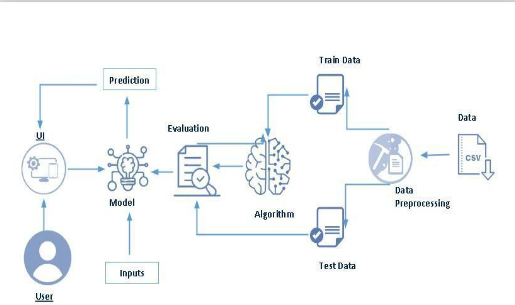 Train Data
Prediction
Data
UI
Evaluation
CSV
Model
Algorithm
Data
Preprocessing
Inputs
Test Data
User